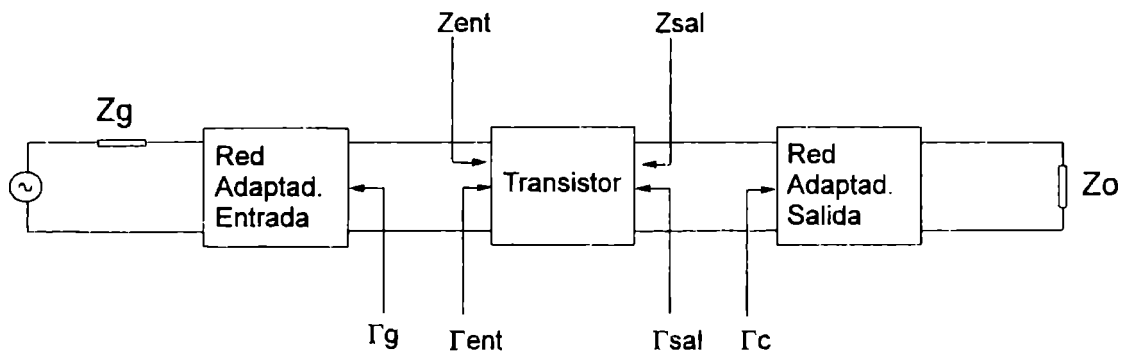 Zent
Zsal
Zg
Red
Adaptad.
Entrada
Transistor
Red
Adaptad.
Salida
Zo
Γg
Γent
Γsal
Γc